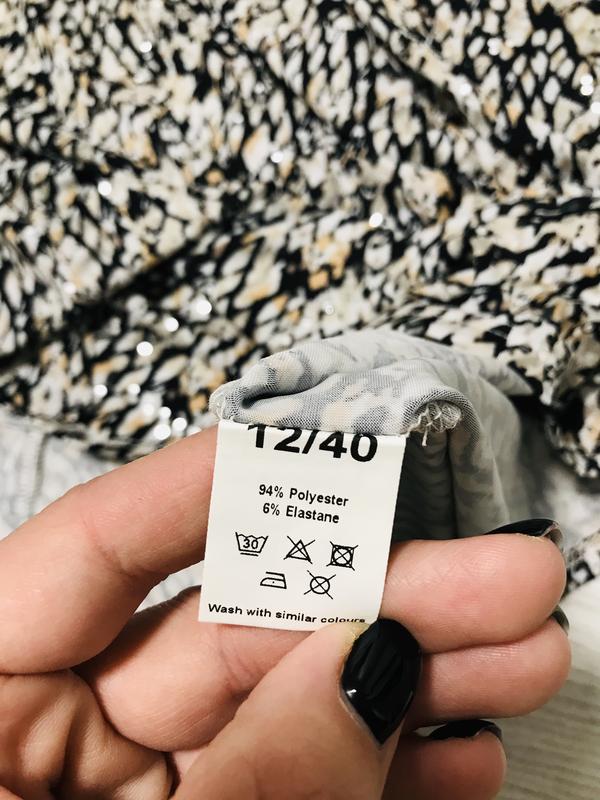 12/40
94% Polyester
6% Elastane
30
Wash with similar colours